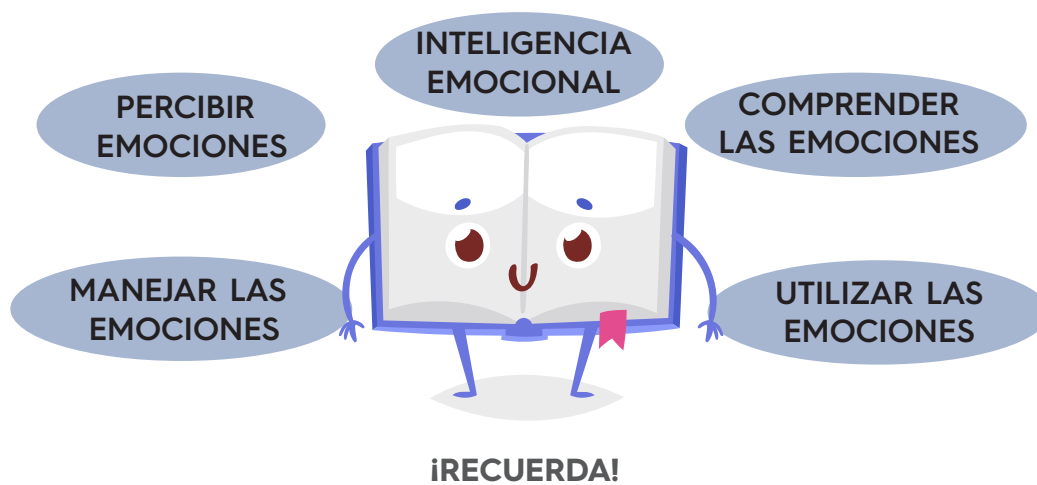 INTELIGENCIA
EMOCIONAL
PERCIBIR
EMOCIONES
COMPRENDER
LAS EMOCIONES
MANEJAR LAS
EMOCIONES
UTILIZAR LAS
EMOCIONES
¡RECUERDA!